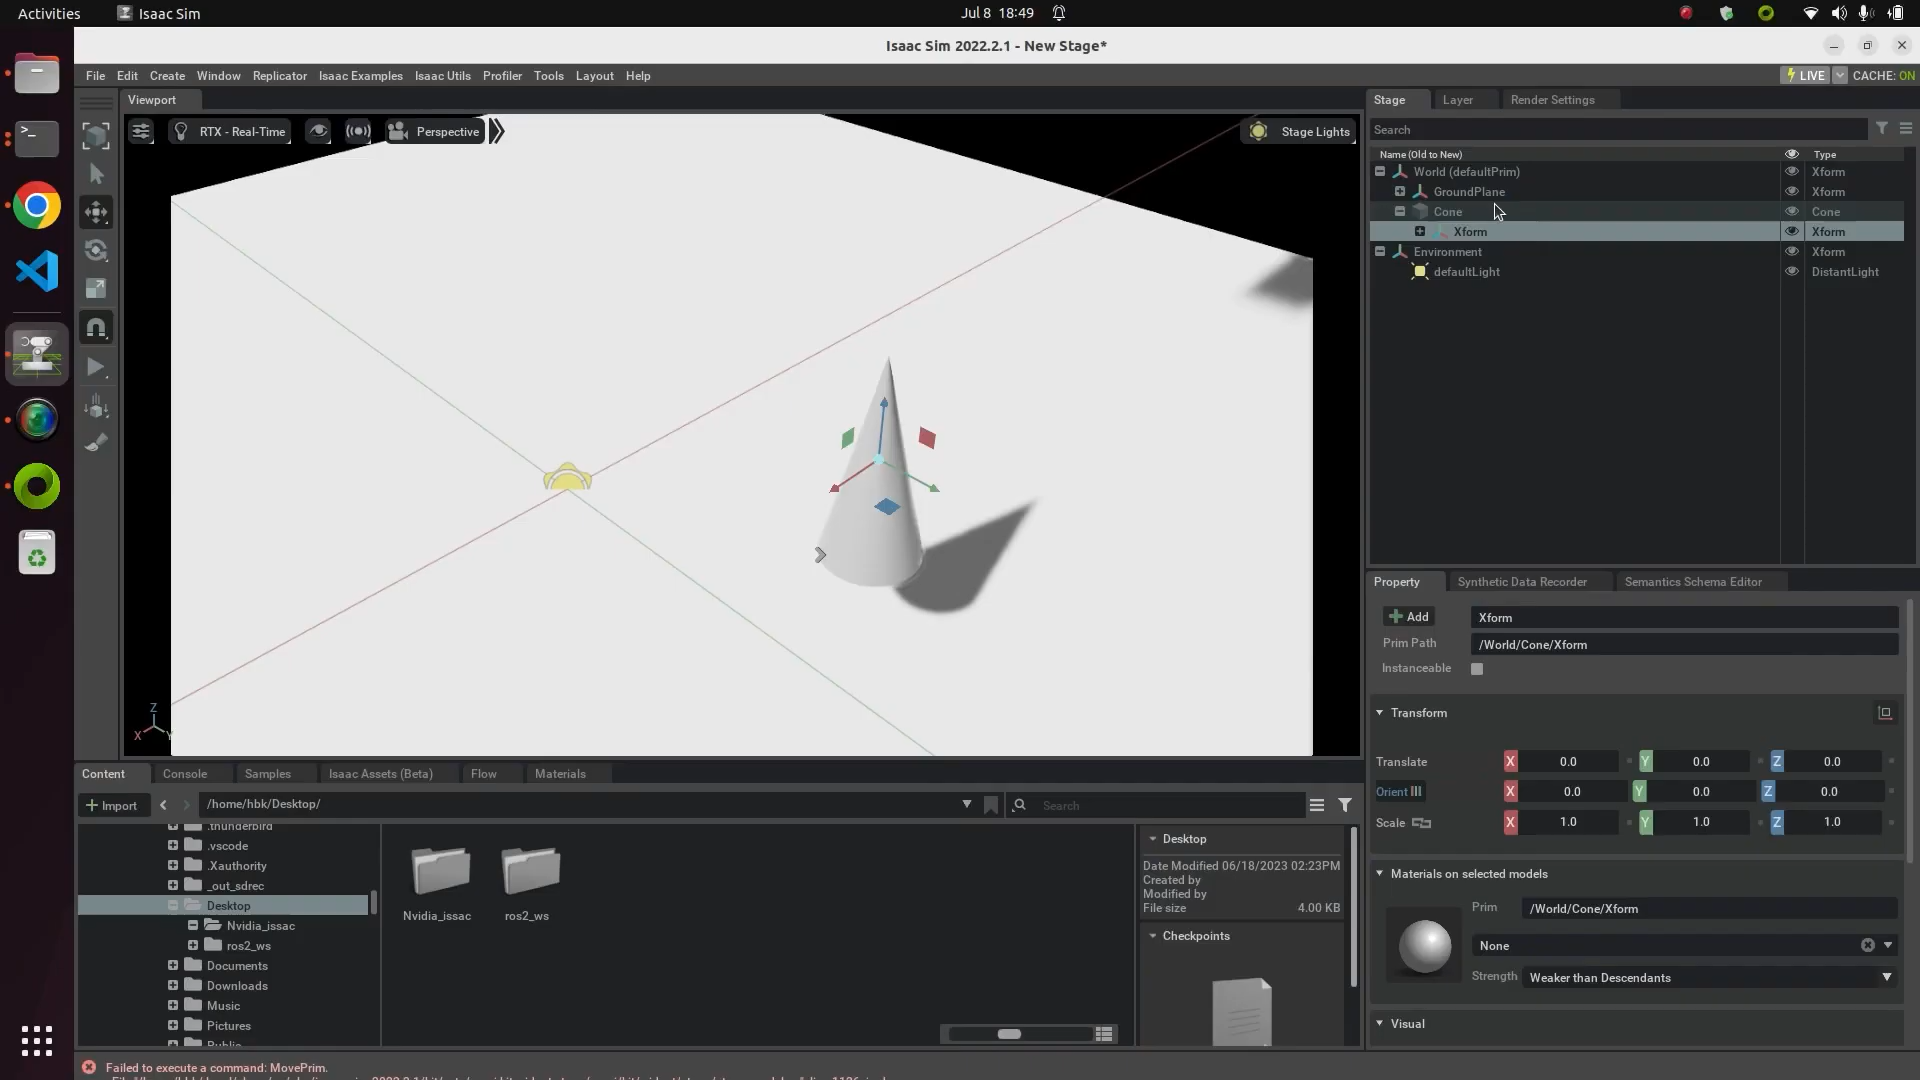 Activities
Isaac Sim
Jul 8 18:49
Isaac Sim 2022.2.1 - New Stage*
File Edit Create Window Replicator Isaac Examples Isaac Utils Profiler Tools Layout Help
LIVE
CACHE: ON
Viewport
RTX - Real-Time
Perspective
Stage Lights
Z
X
Y
Stage Layer Render Settings
Search
Name (Old to New) Type
World (defaultPrim) Xform
GroundPlane Xform
Cone Cone
Xform Xform
Environment Xform
defaultLight DistantLight
Property Synthetic Data Recorder Semantics Schema Editor
Add Xform
Prim Path /World/Cone/Xform
Instanceable
Transform
Translate X 0.0 Y 0.0 Z 0.0
Orient X 0.0 Y 0.0 Z 0.0
Scale X 1.0 Y 1.0 Z 1.0
Materials on selected models
Prim /World/Cone/Xform
None
Strength Weaker than Descendants
Visual
Content Console Samples Isaac Assets (Beta) Flow Materials
Import /home/hbk/Desktop/ Search
.thunderbird
.vscode
.Xauthority
_out_sdrec
Desktop
Nvidia_issac
ros2_ws
Documents
Downloads
Music
Pictures
Public
Nvidia_issac
ros2_ws
Desktop
Date Modified 06/18/2023 02:23PM
Created by
Modified by
File size 4.00 KB
Checkpoints
Failed to execute a command: MovePrim.